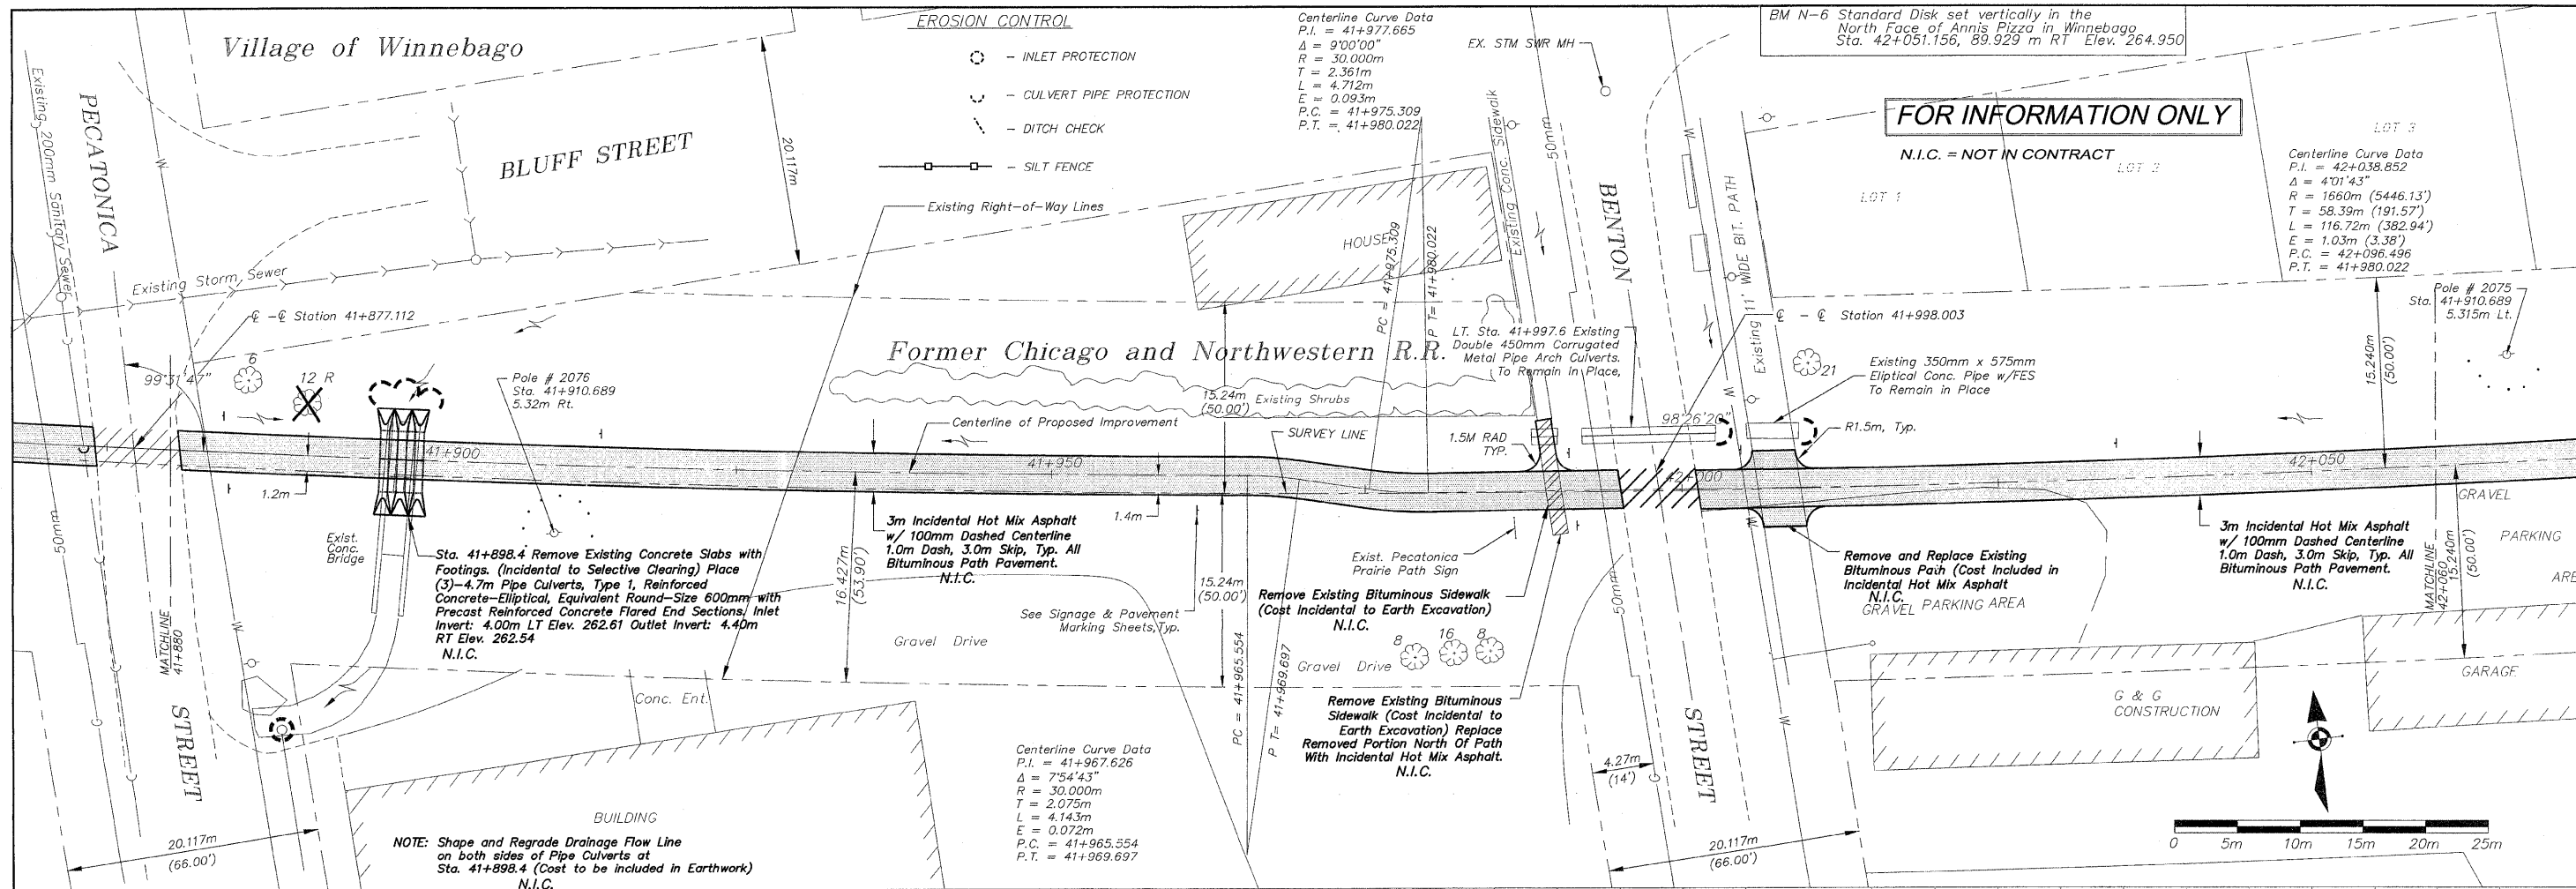 Village of Winnebago
EROSION CONTROL
- INLET PROTECTION
- CULVERT PIPE PROTECTION
- DITCH CHECK
- SILT FENCE
Centerline Curve Data
P.I. = 41+977.665
Δ = 9°00'00"
R = 30.000m
T = 2.361m
L = 4.712m
E = 0.093m
P.C. = 41+975.309
P.T. = 41+980.022
EX. STM SWR MH
BM N-6 Standard Disk set vertically in the
North Face of Annis Pizza in Winnebago
Sta. 42+051.156, 89.929 m RT Elev. 264.950
FOR INFORMATION ONLY
N.I.C. = NOT IN CONTRACT
LOT 1
LOT 2
LOT 3
Centerline Curve Data
P.I. = 42+038.852
Δ = 4°01'43"
R = 1660m (5446.13')
T = 58.39m (191.57')
L = 116.72m (382.94')
E = 1.03m (3.38')
P.C. = 42+096.496
P.T. = 41+980.022
Existing 200mm Sanitary Sewer
PECATONICA
BLUFF STREET
20.117m
Existing Right-of-Way Lines
Existing Storm Sewer
HOUSE
Existing Conc. Sidewalk
50mm
BENTON
Existing 11' WIDE BIT. PATH
PC = 41+975.309
P T= 41+980.022
℄ - ℄ Station 41+877.112
℄ - ℄ Station 41+998.003
Pole # 2075
Sta. 41+910.689
5.315m Lt.
Former Chicago and Northwestern R.R.
LT. Sta. 41+997.6 Existing
Double 450mm Corrugated
Metal Pipe Arch Culverts.
To Remain In Place,
99°31'47"
6
12 R
Pole # 2076
Sta. 41+910.689
5.32m Rt.
15.24m
(50.00')
Existing Shrubs
Centerline of Proposed Improvement
SURVEY LINE
1.5M RAD
TYP.
98°26'20"
21
Existing 350mm x 575mm
Eliptical Conc. Pipe w/FES
To Remain in Place
R1.5m, Typ.
15.240m
(50.00')
41+900
41+950
42+000
42+050
1.2m
1.4m
50mm
MATCHLINE
41+880
Exist.
Conc.
Bridge
Sta. 41+898.4 Remove Existing Concrete Slabs with
Footings. (Incidental to Selective Clearing) Place
(3)-4.7m Pipe Culverts, Type 1, Reinforced
Concrete-Elliptical, Equivalent Round-Size 600mm with
Precast Reinforced Concrete Flared End Sections, Inlet
Invert: 4.00m LT Elev. 262.61 Outlet Invert: 4.40m
RT Elev. 262.54
N.I.C.
16.427m
(53.90')
3m Incidental Hot Mix Asphalt
w/ 100mm Dashed Centerline
1.0m Dash, 3.0m Skip, Typ. All
Bituminous Path Pavement.
N.I.C.
See Signage & Pavement
Marking Sheets,Typ.
15.24m
(50.00')
Exist. Pecatonica
Prairie Path Sign
Remove Existing Bituminous Sidewalk
(Cost Incidental to Earth Excavation)
N.I.C.
50mm
Remove and Replace Existing
Bituminous Path (Cost Included in
Incidental Hot Mix Asphalt
N.I.C.
GRAVEL PARKING AREA
3m Incidental Hot Mix Asphalt
w/ 100mm Dashed Centerline
1.0m Dash, 3.0m Skip, Typ. All
Bituminous Path Pavement.
N.I.C.
MATCHLINE
42+060
15.240m
(50.00')
GRAVEL
PARKING
ARE
Gravel Drive
Gravel Drive
8
16
8
Conc. Ent.
PC = 41+965.554
P T= 41+969.697
STREET
STREET
Remove Existing Bituminous
Sidewalk (Cost Incidental to
Earth Excavation) Replace
Removed Portion North Of Path
With Incidental Hot Mix Asphalt.
N.I.C.
4.27m
(14')
G & G
CONSTRUCTION
GARAGE
Centerline Curve Data
P.I. = 41+967.626
Δ = 7°54'43"
R = 30.000m
T = 2.075m
L = 4.143m
E = 0.072m
P.C. = 41+965.554
P.T. = 41+969.697
BUILDING
NOTE: Shape and Regrade Drainage Flow Line
on both sides of Pipe Culverts at
Sta. 41+898.4 (Cost to be included in Earthwork)
N.I.C.
20.117m
(66.00')
20.117m
(66.00')
0 5m 10m 15m 20m 25m